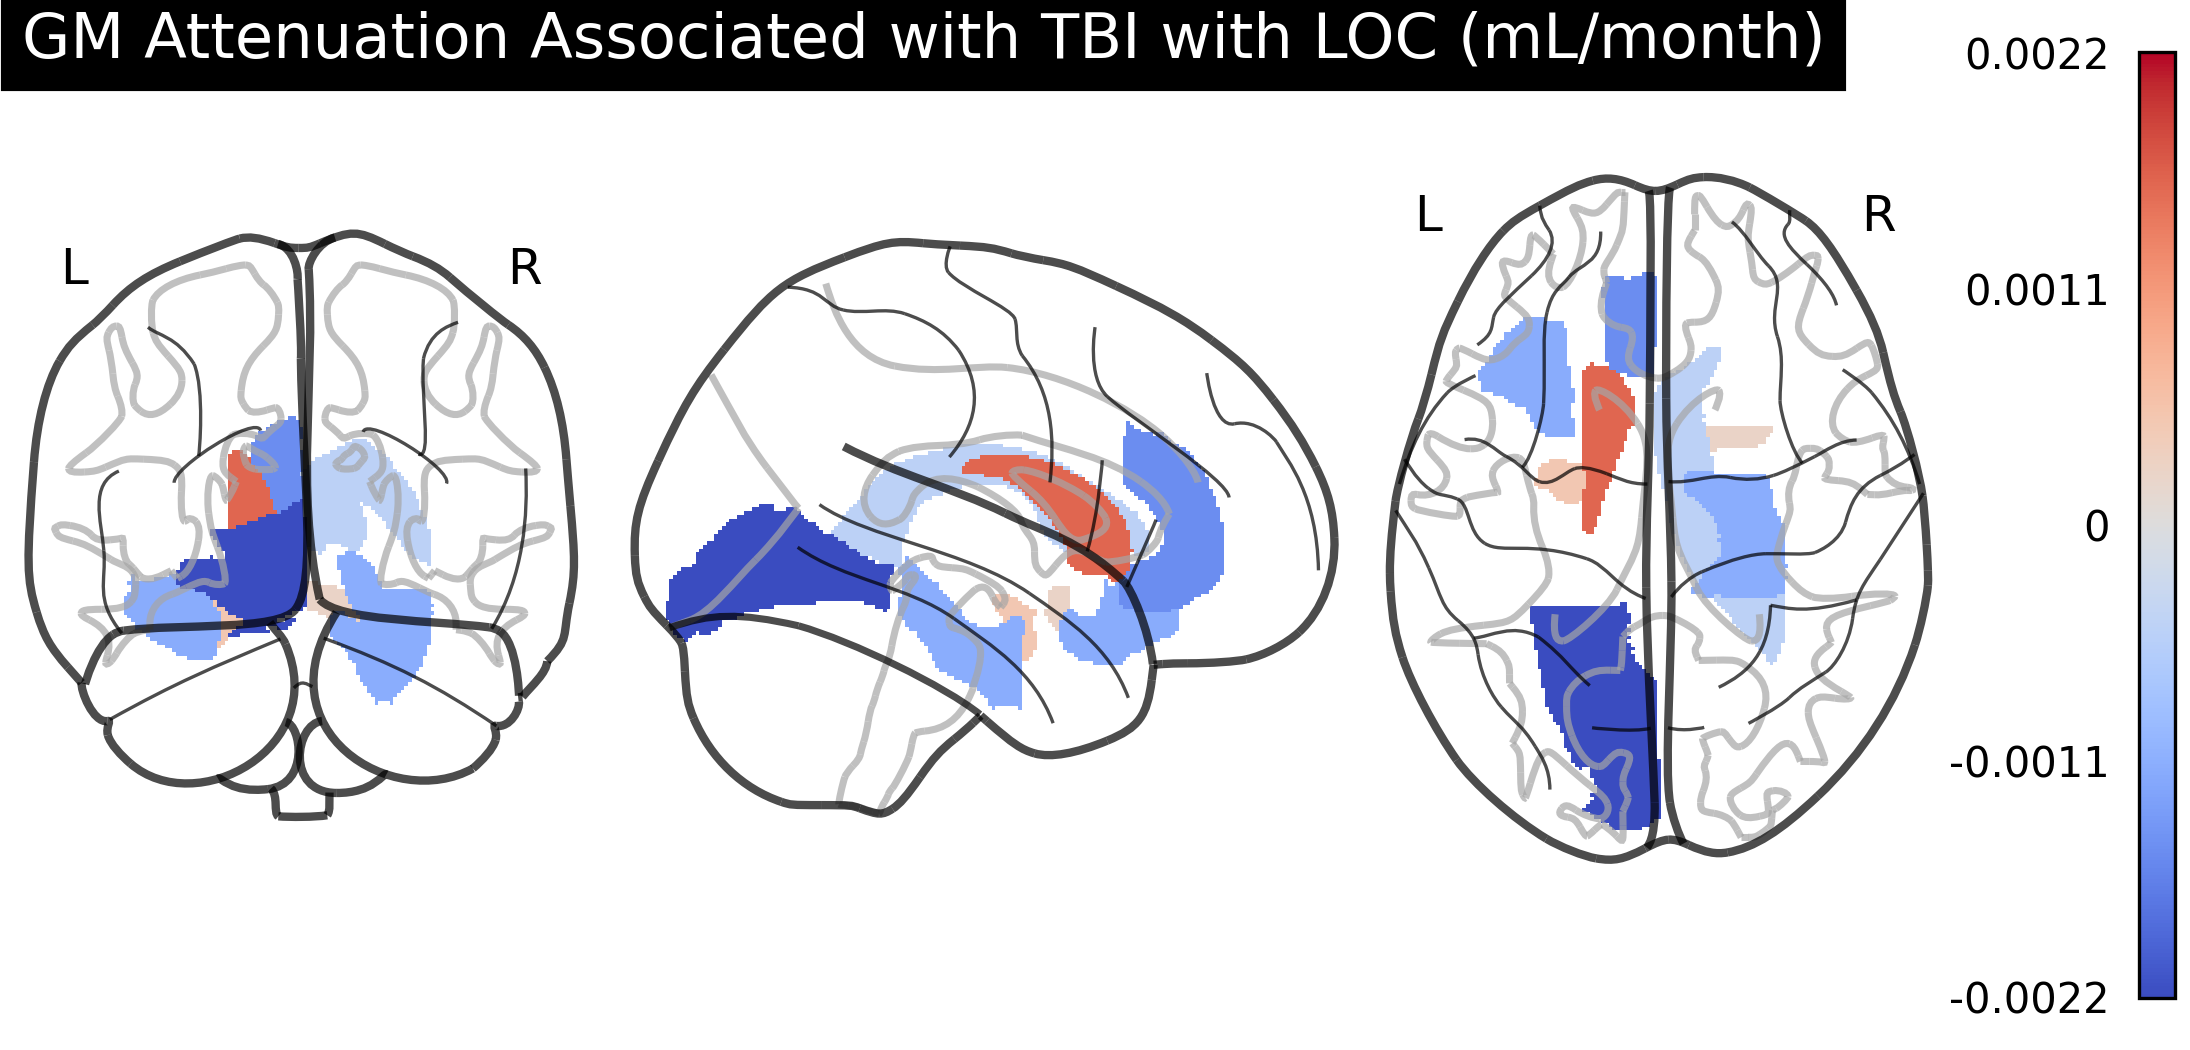 GM Attenuation Associated with TBI with LOC (mL/month)
L
R
L
R
0.0022
0.0011
0
-0.0011
-0.0022